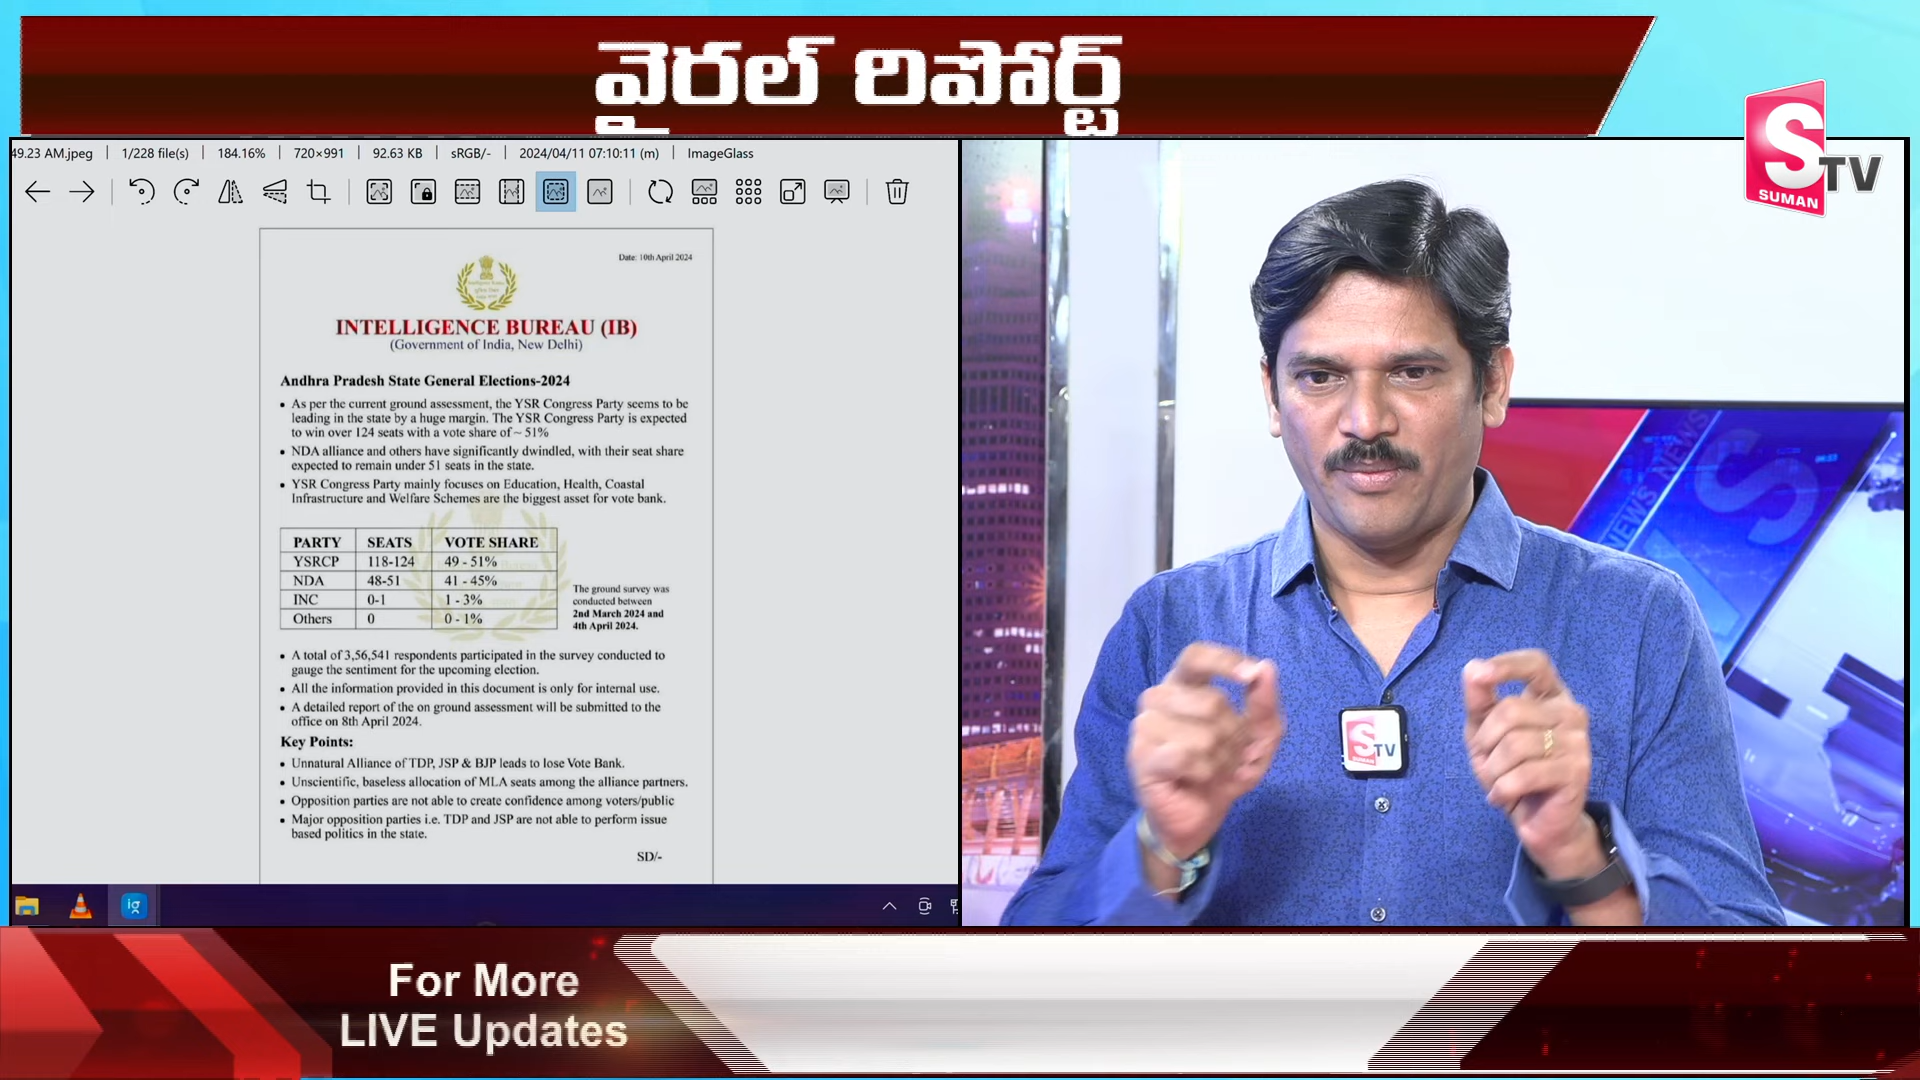 వైరల్ రిపోర్ట్
S
TV
SUMAN
49.23 AM.jpeg | 1/228 file(s) | 184.16% | 720×991 | 92.63 KB | sRGB/- | 2024/04/11 07:10:11 (m) | ImageGlass
Date: 10th April 2024
INTELLIGENCE BUREAU (IB)
(Government of India, New Delhi)
Andhra Pradesh State General Elections-2024
• As per the current ground assessment, the YSR Congress Party seems to be
leading in the state by a huge margin. The YSR Congress Party is expected
to win over 124 seats with a vote share of ~ 51%
• NDA alliance and others have significantly dwindled, with their seat share
expected to remain under 51 seats in the state.
• YSR Congress Party mainly focuses on Education, Health, Coastal
Infrastructure and Welfare Schemes are the biggest asset for vote bank.
PARTY SEATS VOTE SHARE
YSRCP 118-124 49 - 51%
NDA 48-51 41 - 45%
INC 0-1 1 - 3%
Others 0 0 - 1%
The ground survey was
conducted between
2nd March 2024 and
4th April 2024.
• A total of 3,56,541 respondents participated in the survey conducted to
gauge the sentiment for the upcoming election.
• All the information provided in this document is only for internal use.
• A detailed report of the on ground assessment will be submitted to the
office on 8th April 2024.
Key Points:
• Unnatural Alliance of TDP, JSP & BJP leads to lose Vote Bank.
• Unscientific, baseless allocation of MLA seats among the alliance partners.
• Opposition parties are not able to create confidence among voters/public
• Major opposition parties i.e. TDP and JSP are not able to perform issue
based politics in the state.
SD/-
ig
NEWS
NEWS
S
S
TV
SUMAN
For More
LIVE Updates